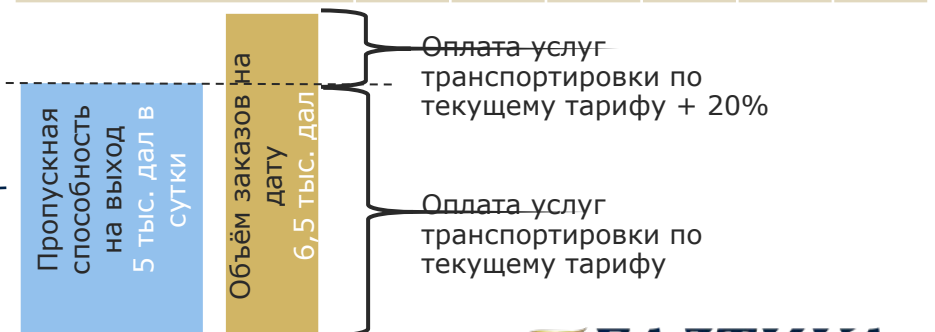 Пропускная
способность
на выход
5 тыс. дал в
сутки
Объём заказов на
дату
6,5 тыс. дал
Оплата услуг
транспортировки по
текущему тарифу + 20%
Оплата услуг
транспортировки по
текущему тарифу